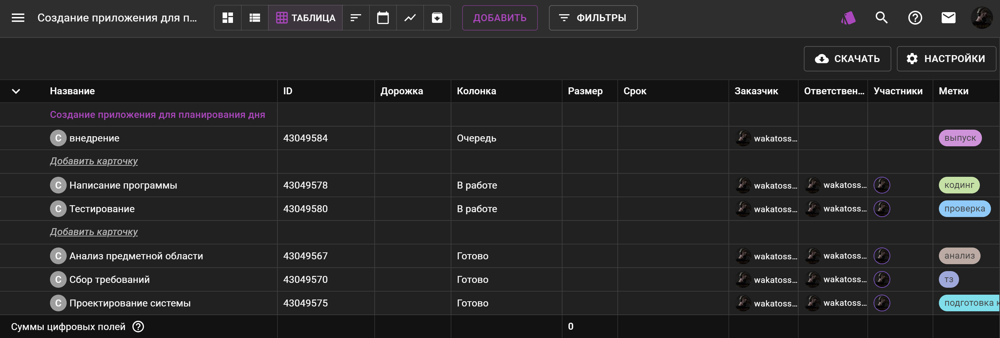 Создание приложения для п... ТАБЛИЦА ДОБАВИТЬ ФИЛЬТРЫ
СКАЧАТЬ НАСТРОЙКИ
Название ID Дорожка Колонка Размер Срок Заказчик Ответствен... Участники Метки
Создание приложения для планирования дня
С внедрение 43049584 Очередь wakatoss... выпуск
Добавить карточку
С Написание программы 43049578 В работе wakatoss... wakatoss... кодинг
С Тестирование 43049580 В работе wakatoss... wakatoss... проверка
Добавить карточку
С Анализ предметной области 43049567 Готово wakatoss... wakatoss... анализ
С Сбор требований 43049570 Готово wakatoss... wakatoss... тз
С Проектирование системы 43049575 Готово wakatoss... wakatoss... подготовка
Суммы цифровых полей 0